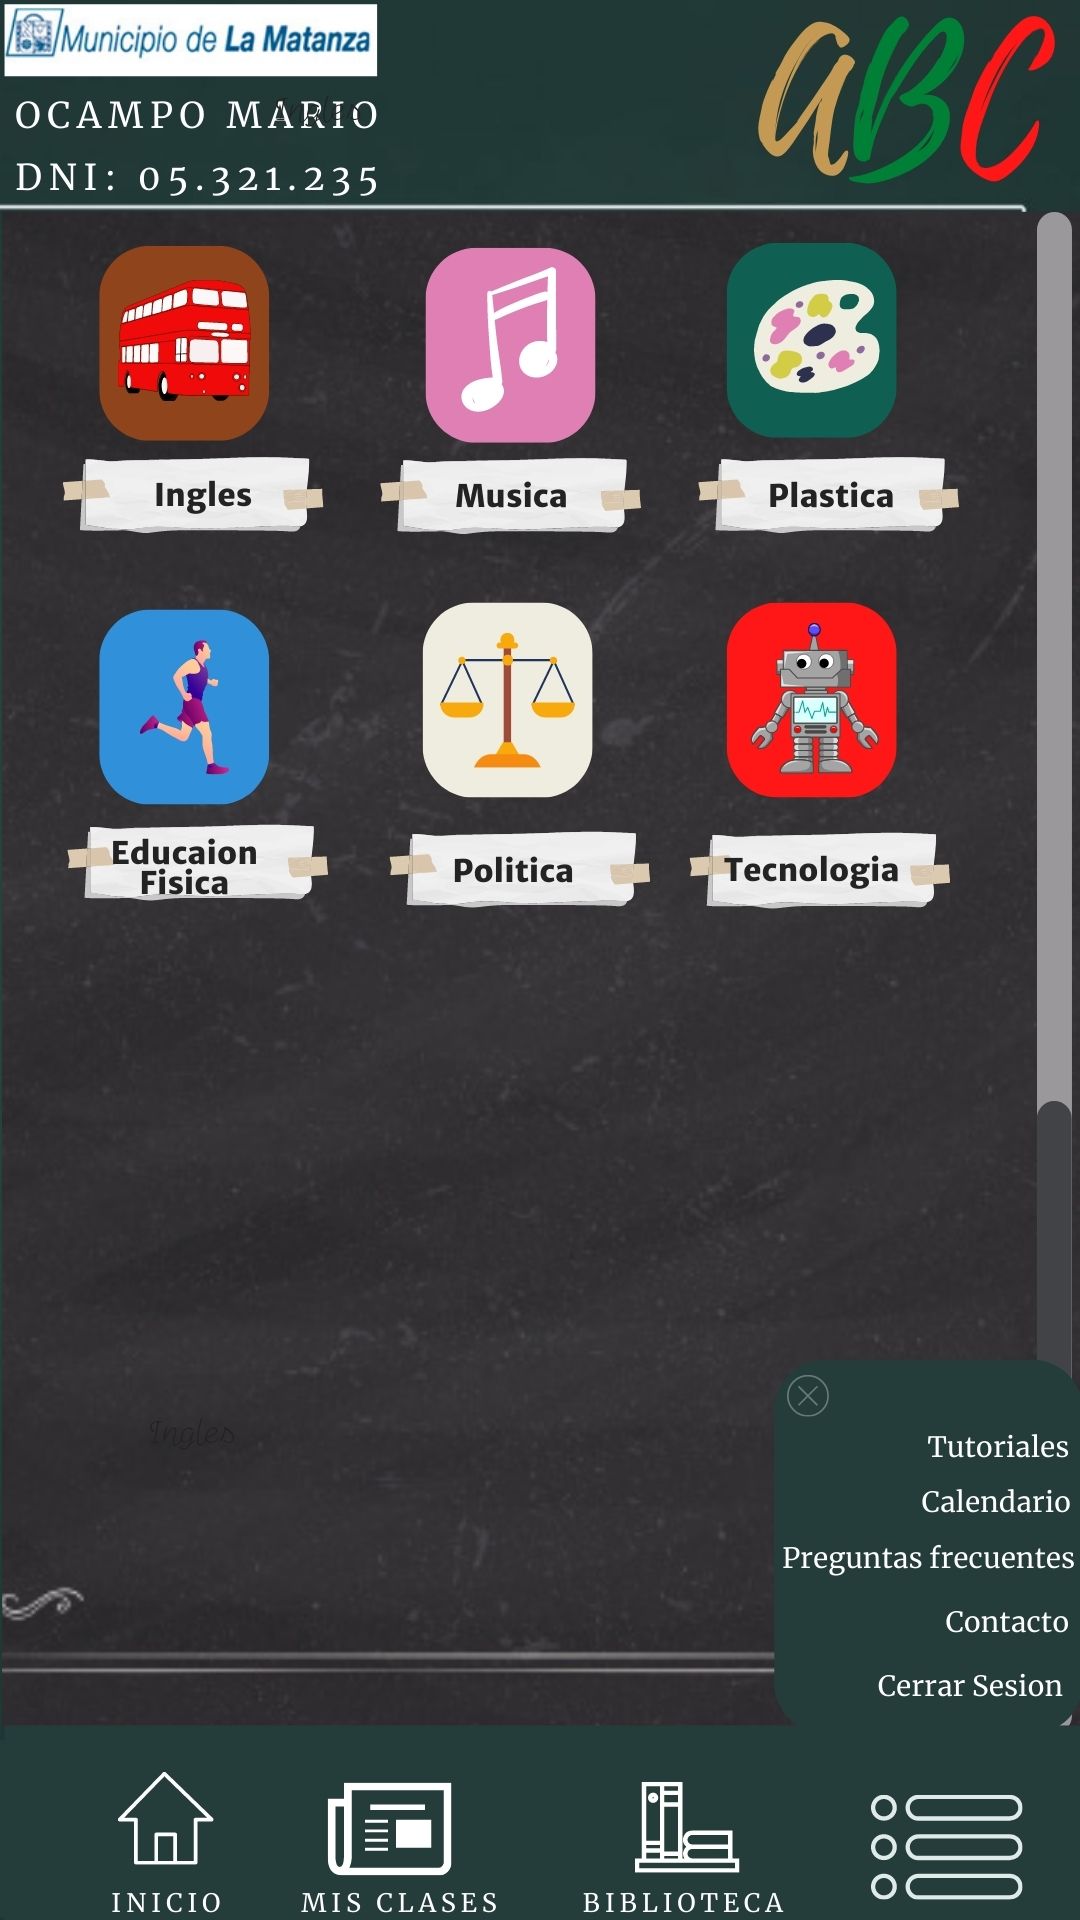 Municipio de La Matanza
aBC
OCAMPO MARIO
Ingles
DNI: 05.321.235
Ingles
Musica
Plastica
Educaion
Fisica
Politica
Tecnologia
Ingles
Tutoriales
Calendario
Preguntas frecuentes
Contacto
Cerrar Sesion
INICIO
MIS CLASES
BIBLIOTECA